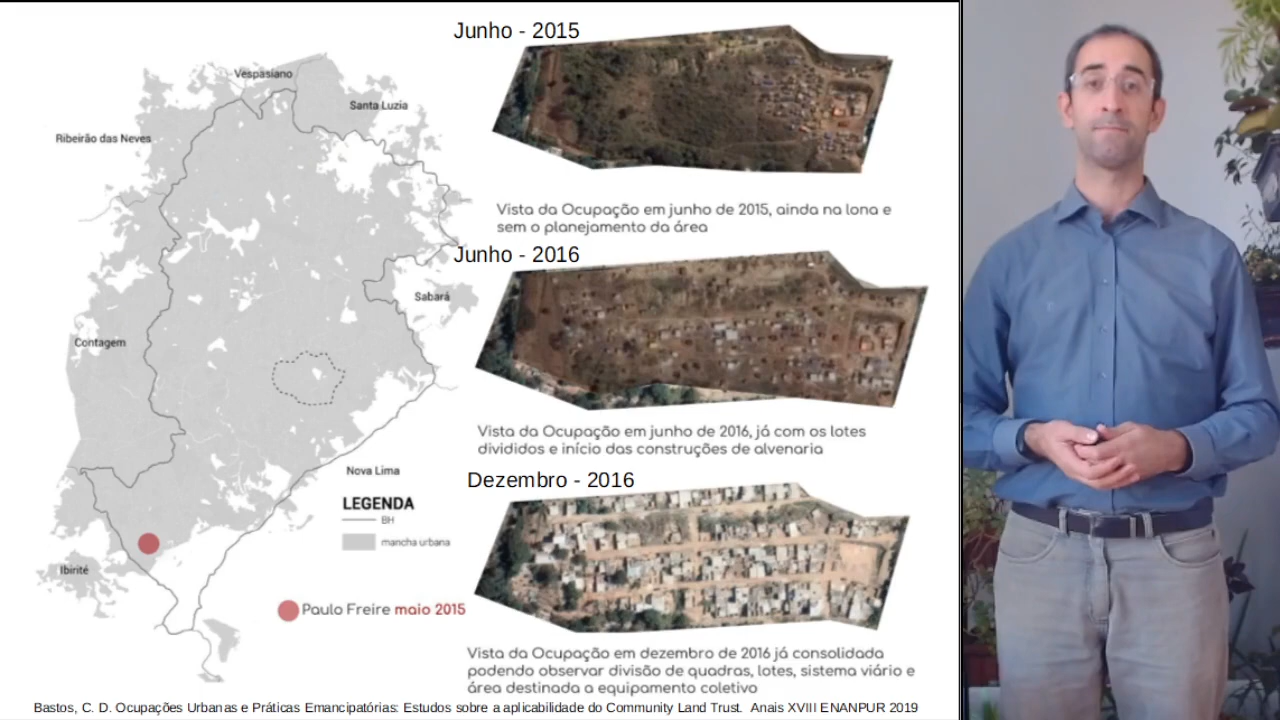 Junho - 2015
Vespasiano
Santa Luzia
Ribeirão das Neves
Vista da Ocupação em junho de 2015, ainda na lona e
sem o planejamento da área
Junho - 2016
Sabará
Contagem
Vista da Ocupação em junho de 2016, já com os lotes
divididos e início das construções de alvenaria
Nova Lima
Dezembro - 2016
LEGENDA
BH
mancha urbana
Ibirité
Paulo Freire maio 2015
Vista da Ocupação em dezembro de 2016 já consolidada
podendo observar divisão de quadras, lotes, sistema viário e
área destinada a equipamento coletivo
Bastos, C. D. Ocupações Urbanas e Práticas Emancipatórias: Estudos sobre a aplicabilidade do Community Land Trust. Anais XVIII ENANPUR 2019